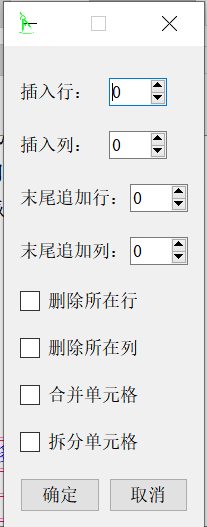 插入行： 0
插入列： 0
末尾追加行： 0
末尾追加列： 0
删除所在行
删除所在列
合并单元格
拆分单元格
确定 取消